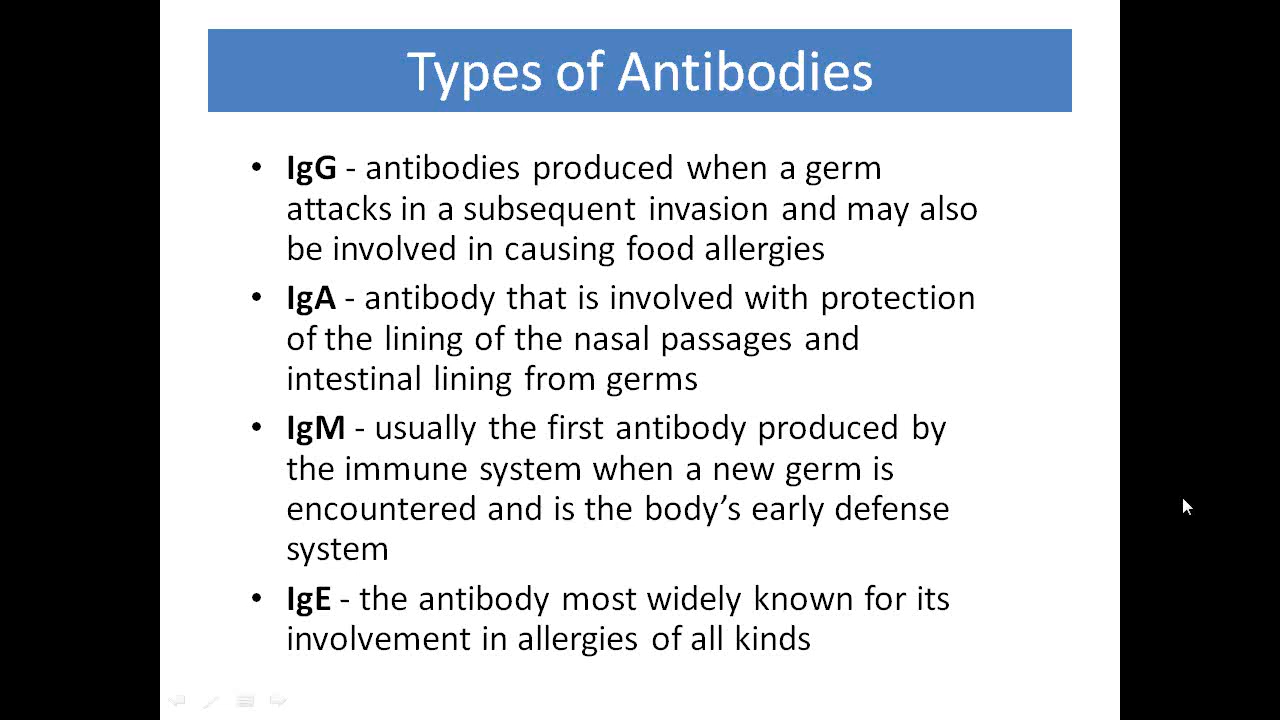 Types of Antibodies
• IgG - antibodies produced when a germ
attacks in a subsequent invasion and may also
be involved in causing food allergies
• IgA - antibody that is involved with protection
of the lining of the nasal passages and
intestinal lining from germs
• IgM - usually the first antibody produced by
the immune system when a new germ is
encountered and is the body’s early defense
system
• IgE - the antibody most widely known for its
involvement in allergies of all kinds